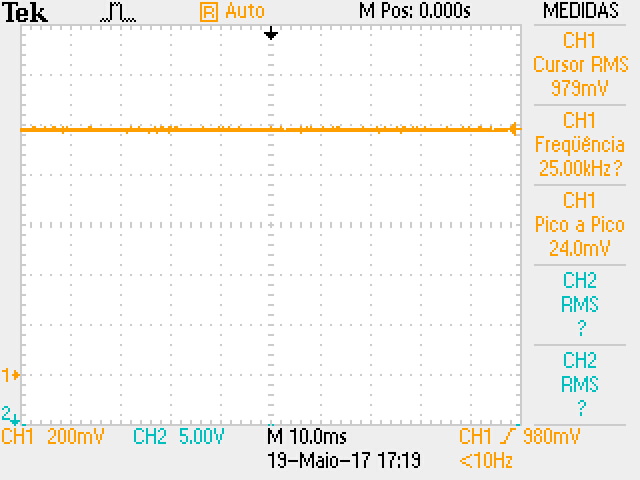 Tek R Auto M Pos: 0.000s MEDIDAS
CH1
Cursor RMS
979mV
CH1
Freqüência
25.00kHz?
CH1
Pico a Pico
24.0mV
CH2
RMS
?
CH2
RMS
?
1
2
CH1 200mV CH2 5.00V M 10.0ms CH1 980mV
19-Maio-17 17:19 <10Hz